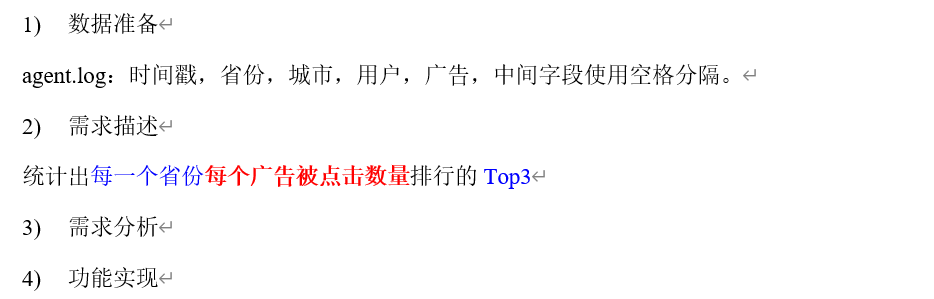 1) 数据准备
agent.log：时间戳，省份，城市，用户，广告，中间字段使用空格分隔。
2) 需求描述
统计出每一个省份每个广告被点击数量排行的 Top3
3) 需求分析
4) 功能实现